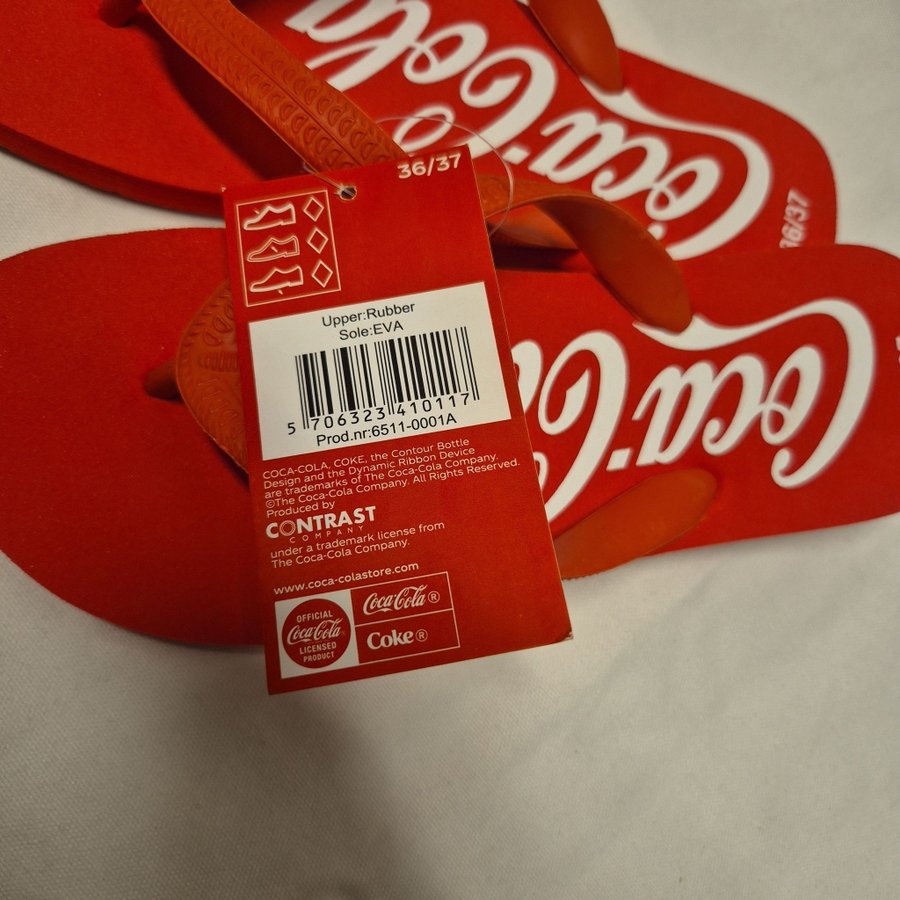 Coca-Cola
36/37
Coca-Cola
36/37
Upper:Rubber
Sole:EVA
5 706323 410117
Prod.nr:6511-0001A
COCA-COLA, COKE, the Contour Bottle
Design and the Dynamic Ribbon Device
are trademarks of The Coca-Cola Company.
©The Coca-Cola Company. All Rights Reserved.
Produced by
CONTRAST
COMPANY
under a trademark license from
The Coca-Cola Company.
www.coca-colastore.com
OFFICIAL
Coca-Cola
LICENSED
PRODUCT
Coca-Cola®
Coke®